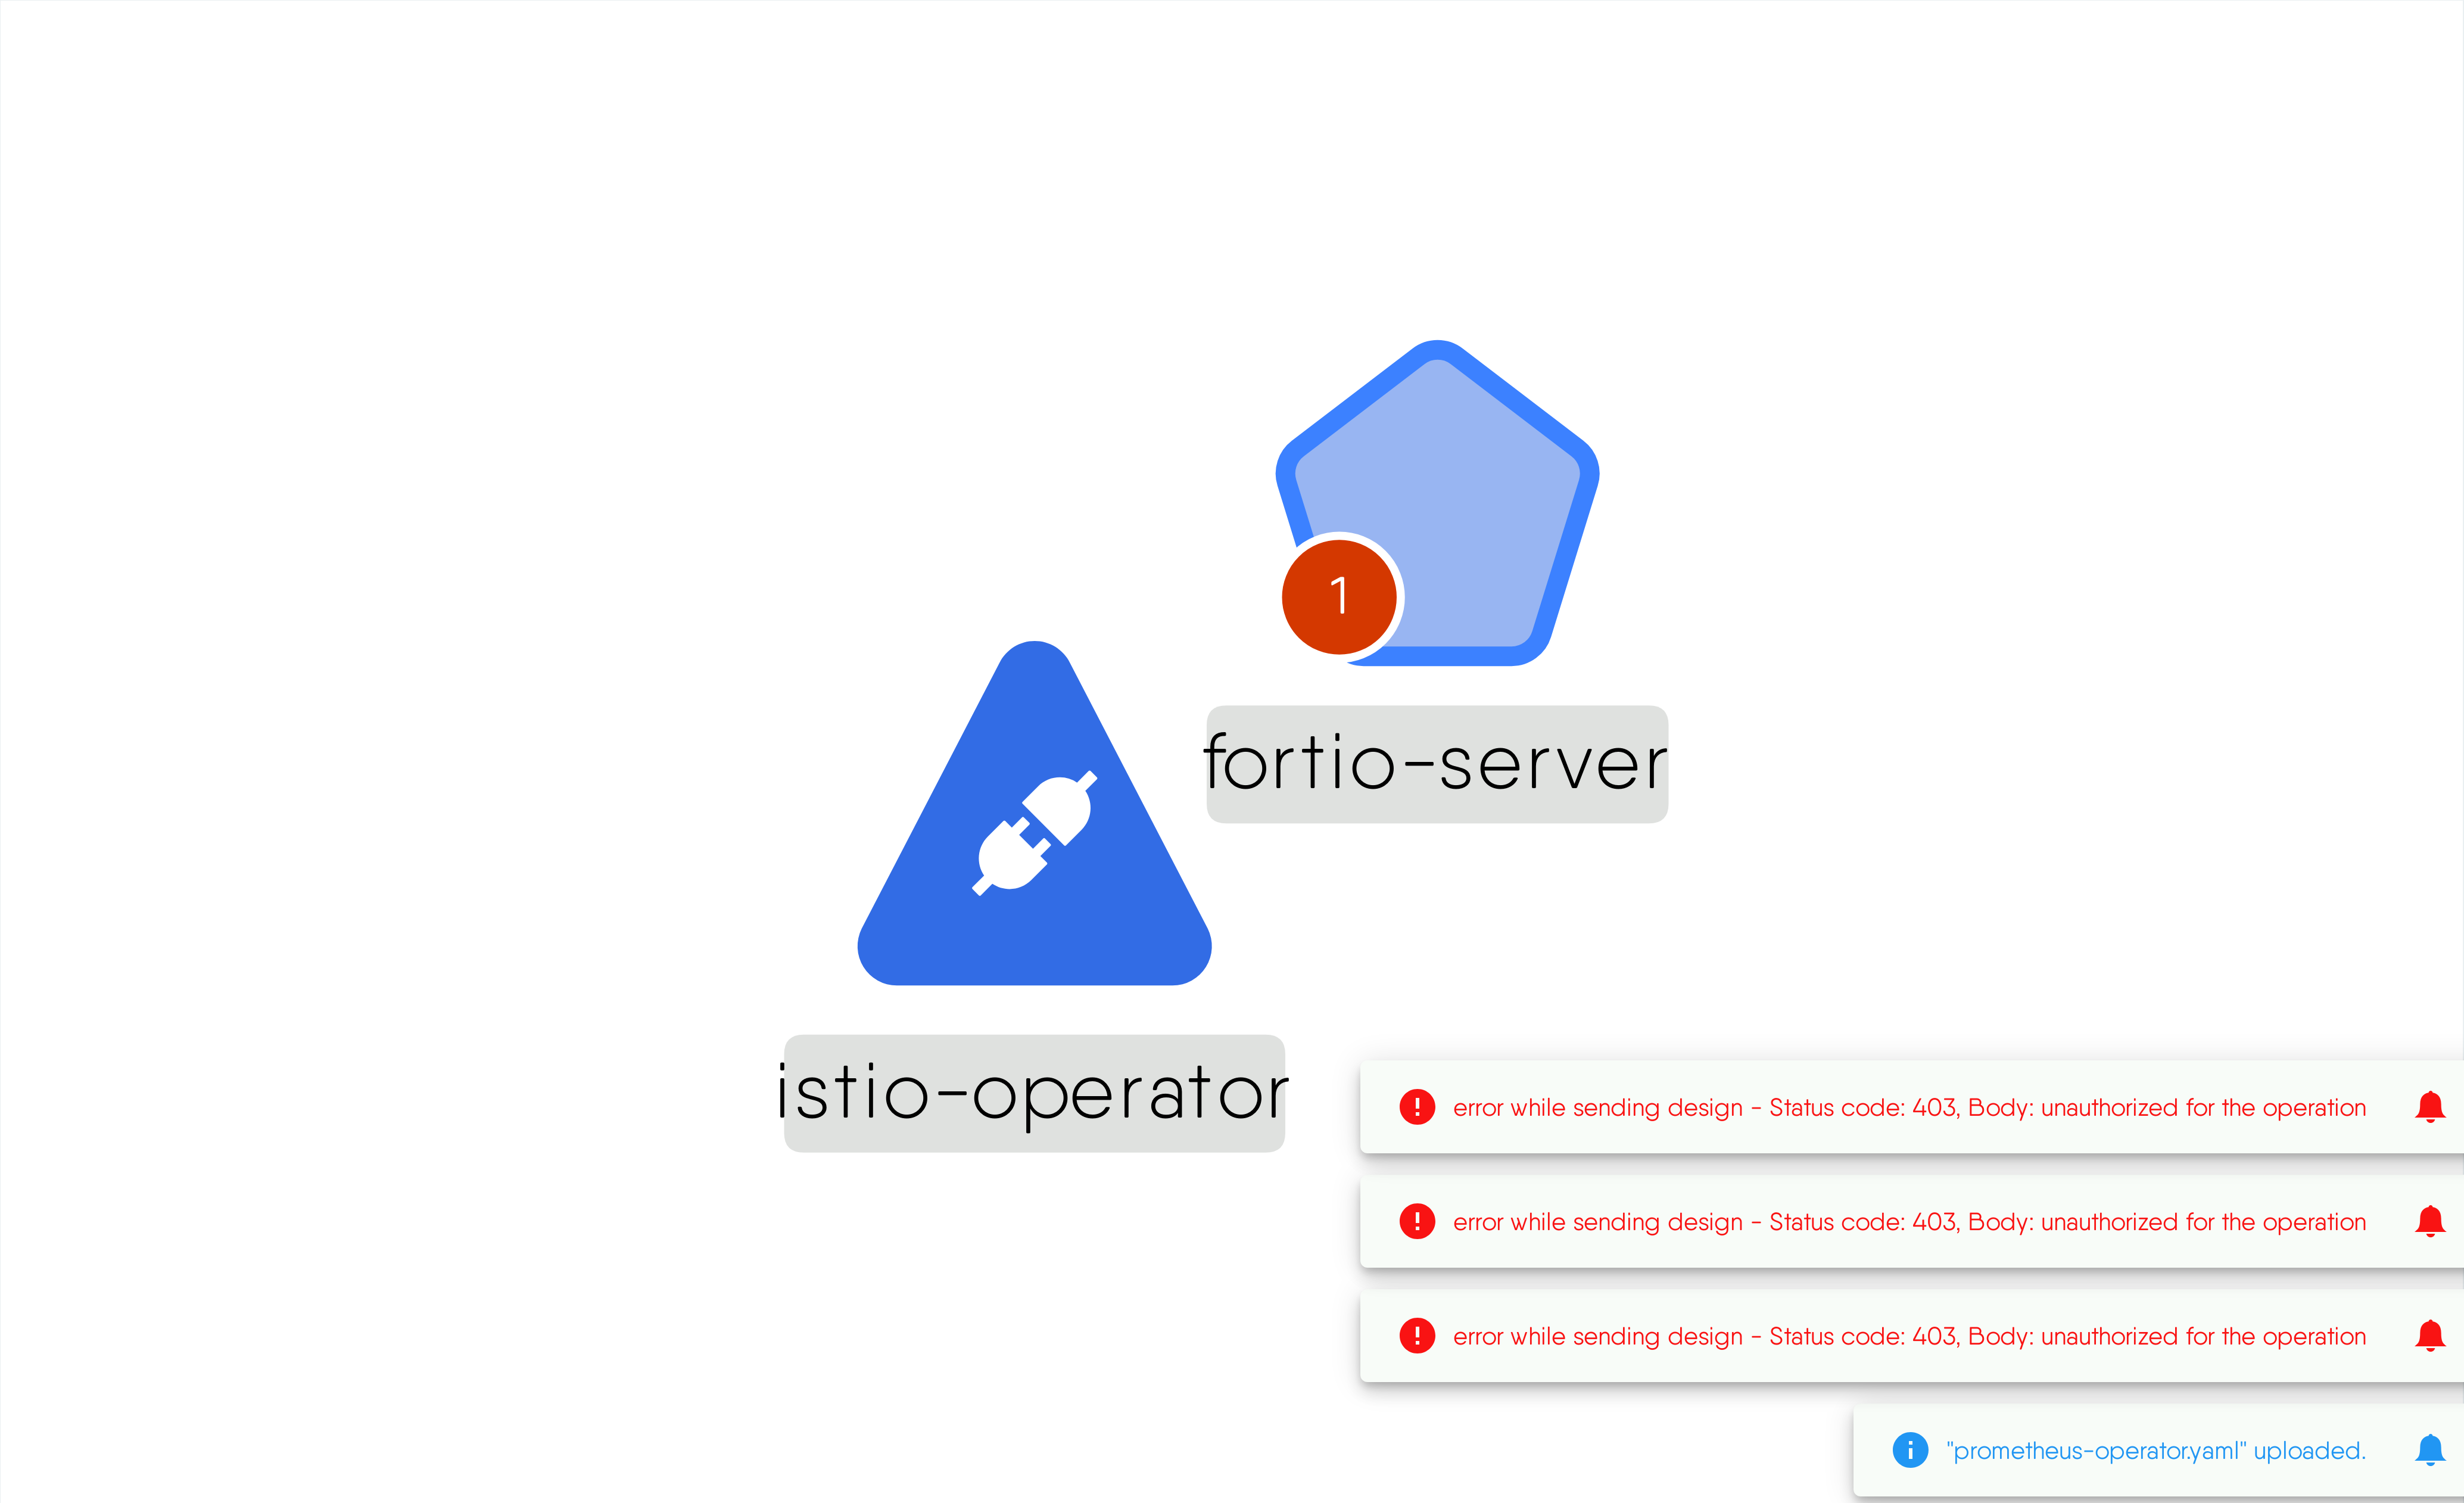 1
fortio-server
istio-operator
error while sending design - Status code: 403, Body: unauthorized for the operation
error while sending design - Status code: 403, Body: unauthorized for the operation
error while sending design - Status code: 403, Body: unauthorized for the operation
"prometheus-operator.yaml" uploaded.